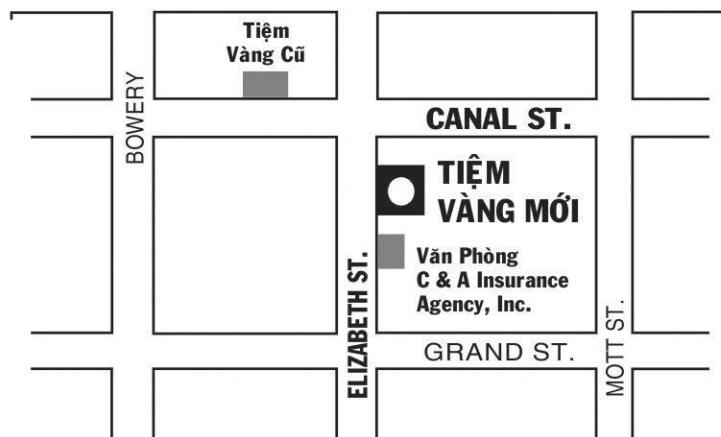 Tiệm
Vàng Cũ
BOWERY
CANAL ST.
TIỆM
VÀNG MỚI
Văn Phòng
C & A Insurance
Agency, Inc.
ELIZABETH ST.
GRAND ST.
MOTT ST.